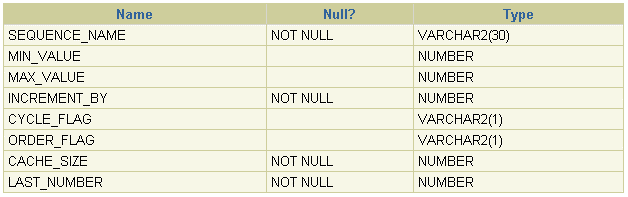 Name Null? Type
SEQUENCE_NAME NOT NULL VARCHAR2(30)
MIN_VALUE NUMBER
MAX_VALUE NUMBER
INCREMENT_BY NOT NULL NUMBER
CYCLE_FLAG VARCHAR2(1)
ORDER_FLAG VARCHAR2(1)
CACHE_SIZE NOT NULL NUMBER
LAST_NUMBER NOT NULL NUMBER